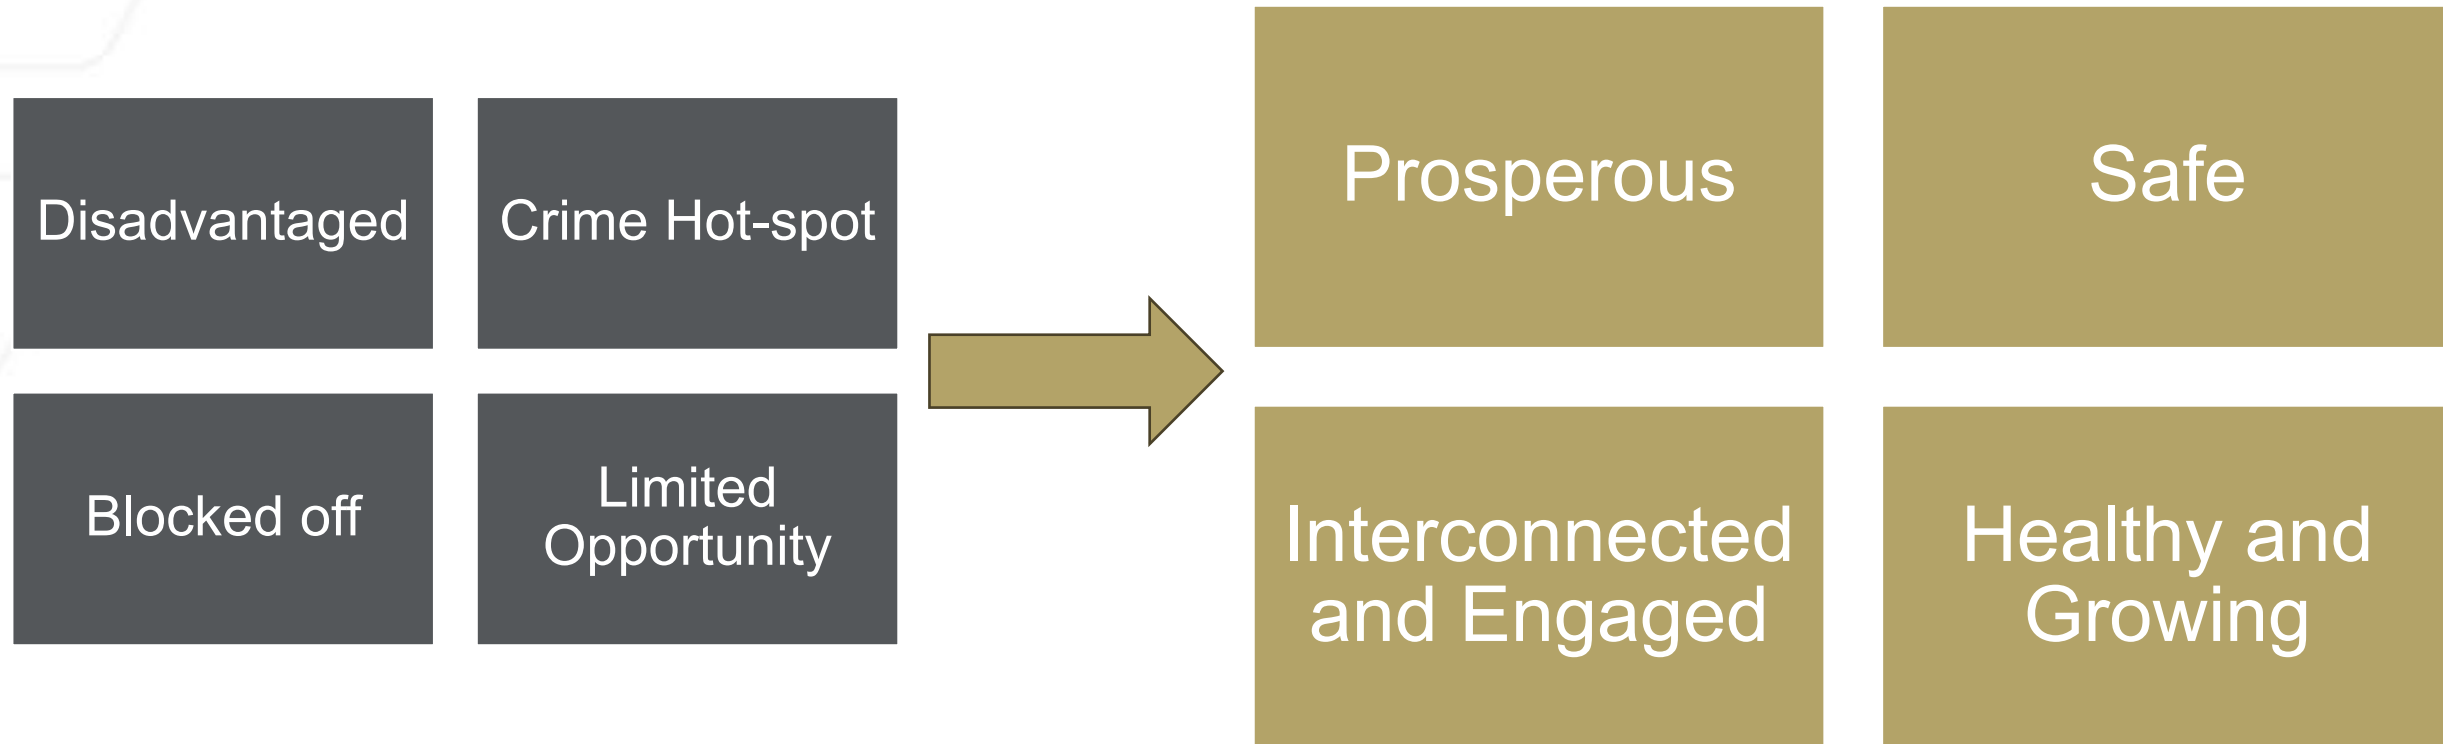 Disadvantaged
Crime Hot-spot
Blocked off
Limited
Opportunity
Prosperous
Safe
Interconnected
and Engaged
Healthy and
Growing